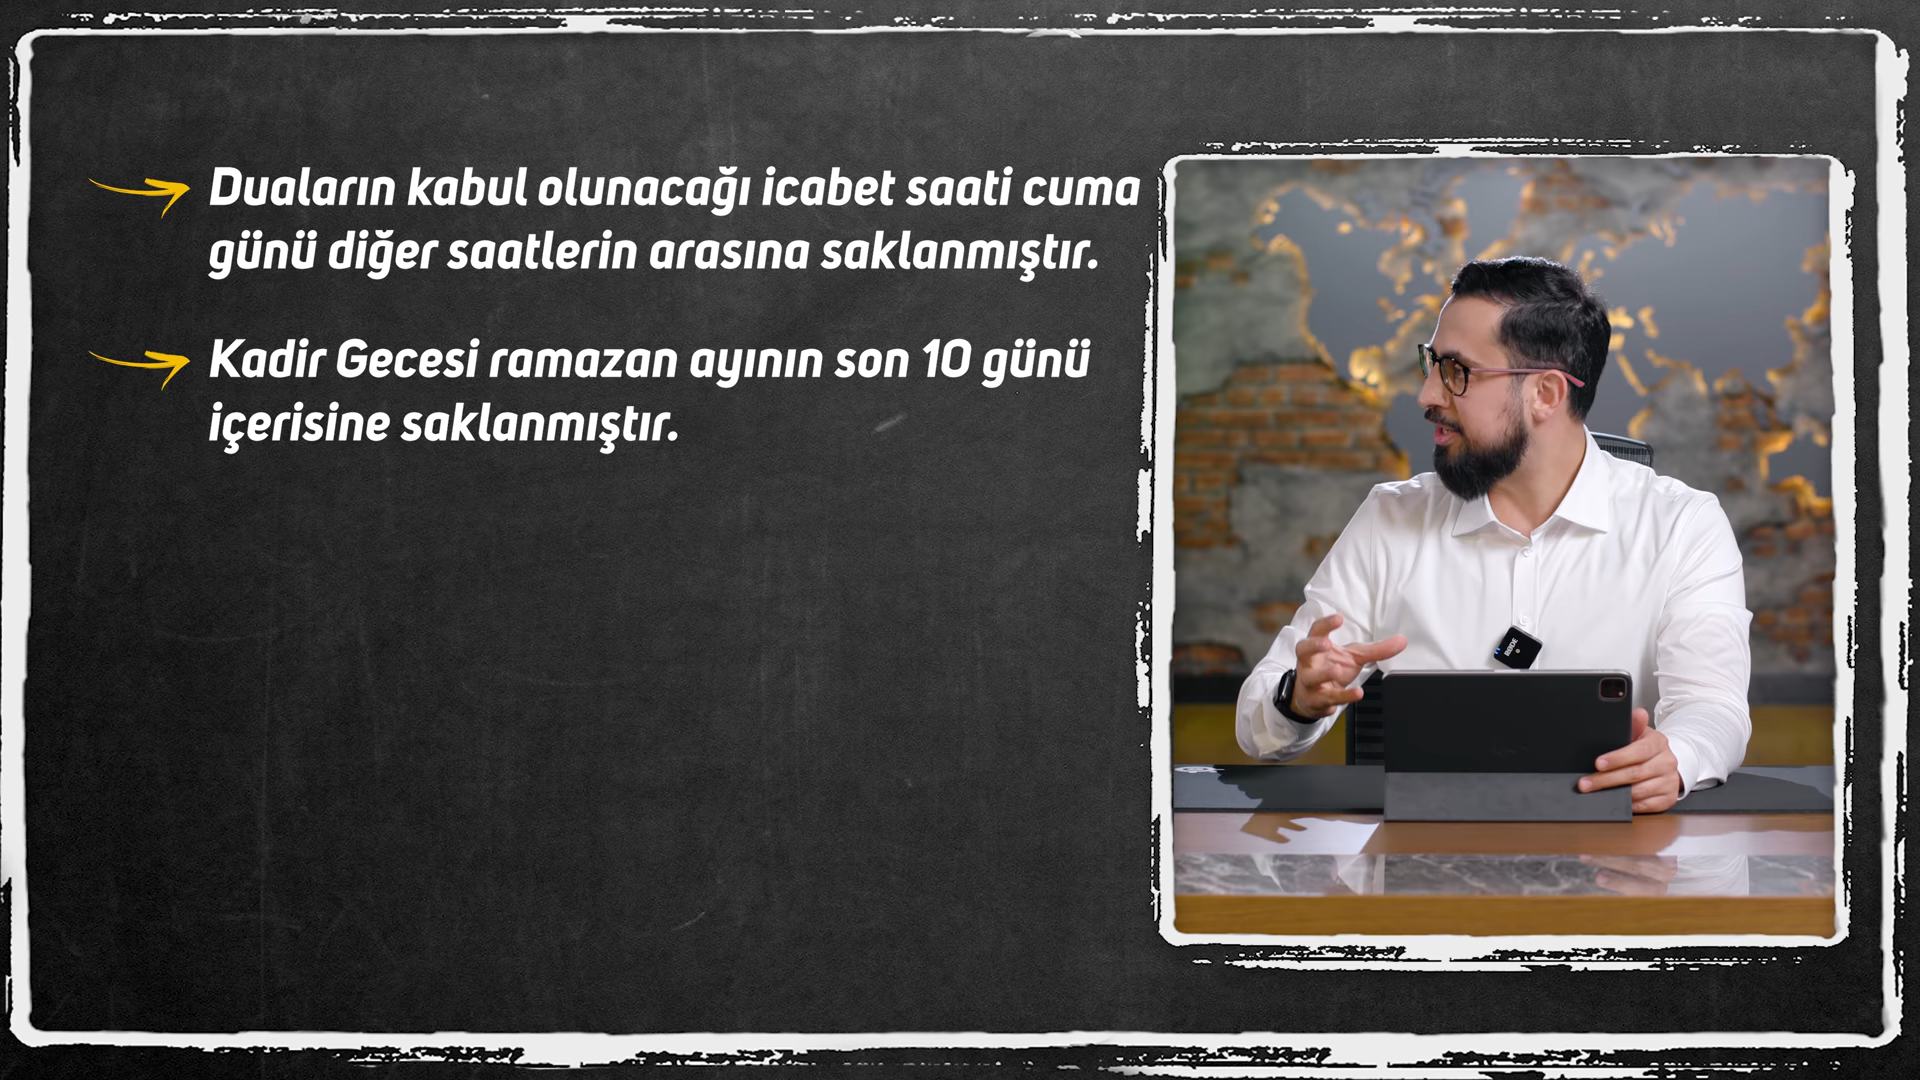 Duaların kabul olunacağı icabet saati cuma
günü diğer saatlerin arasına saklanmıştır.
Kadir Gecesi ramazan ayının son 10 günü
içerisine saklanmıştır.
RØDE